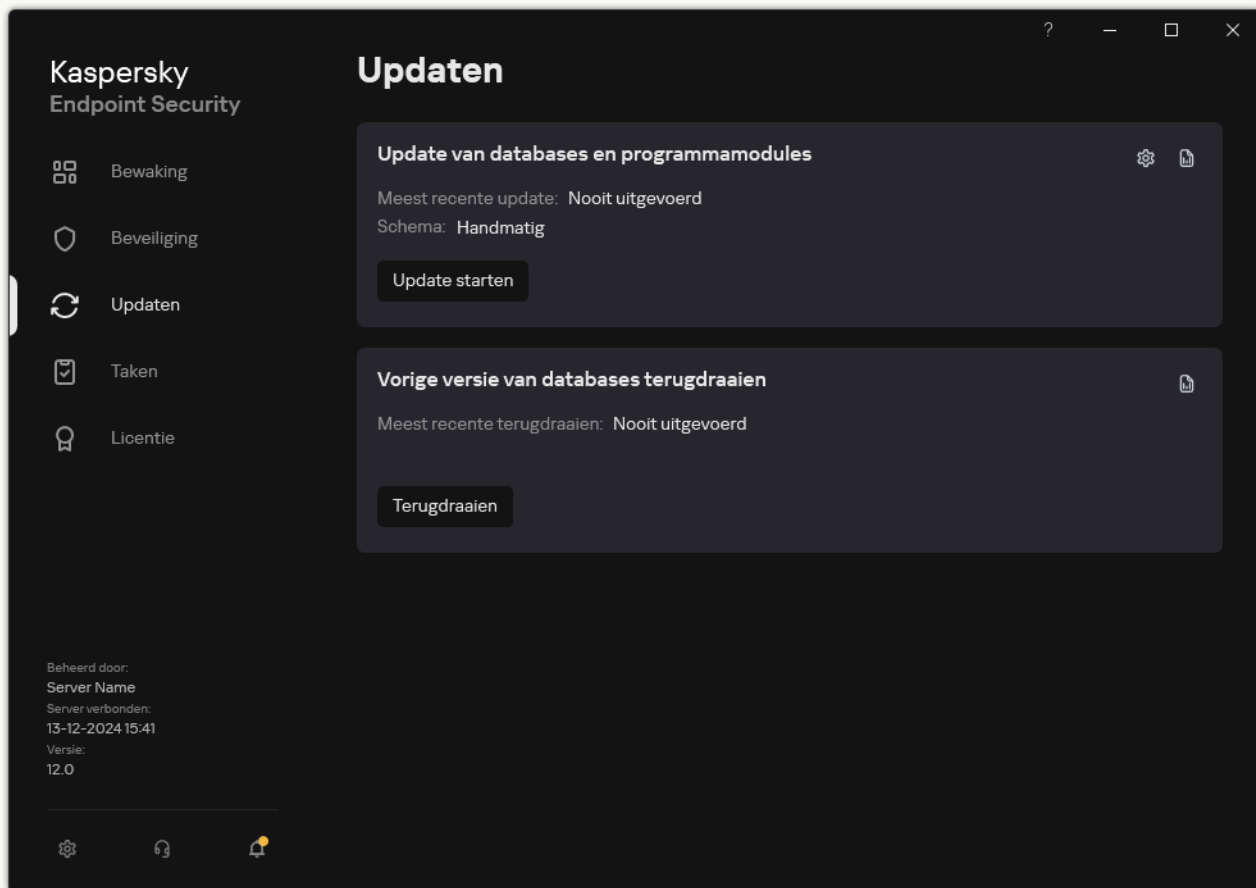 ?
Kaspersky
Endpoint Security
Bewaking
Beveiliging
Updaten
Taken
Licentie
Beheerd door:
Server Name
Server verbonden:
13-12-2024 15:41
Versie:
12.0
Updaten
Update van databases en programmamodules
Meest recente update: Nooit uitgevoerd
Schema: Handmatig
Update starten
Vorige versie van databases terugdraaien
Meest recente terugdraaien: Nooit uitgevoerd
Terugdraaien